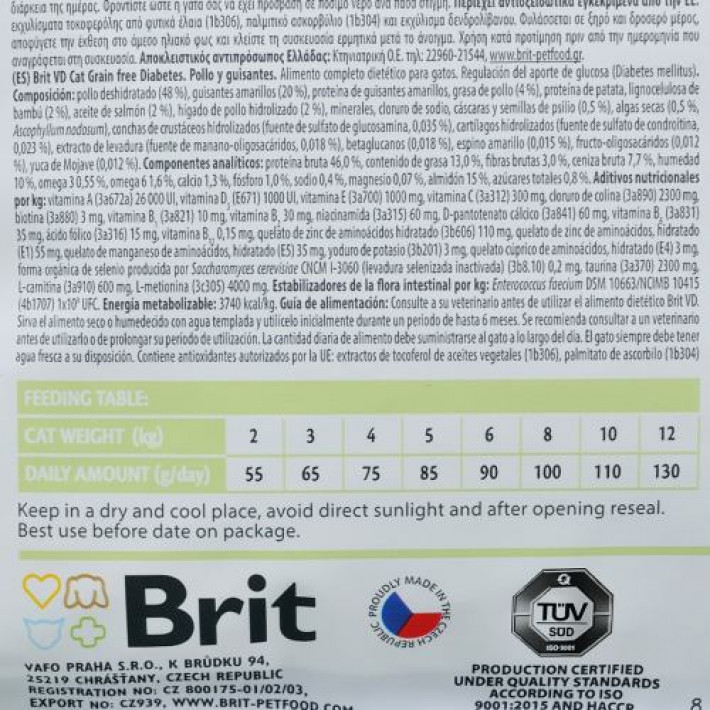 διάρκεια της ημέρας. Φροντίστε ώστε η γάτα σας να έχει πρόσβαση σε πόσιμο νερό ανά πάσα στιγμή. Περιέχει αντιοξειδωτικά εγκεκριμένα από την ΕΕ:
εκχυλίσματα τοκοφερόλης από φυτικά έλαια (1b306), παλμιτικό ασκορβύλιο (1b304) και εκχύλισμα δενδρολίβανου. Φυλάσσεται σε ξηρό και δροσερό μέρος,
αποφύγετε την έκθεση στο άμεσο ηλιακό φως και κλείστε τη συσκευασία ερμητικά μετά το άνοιγμα. Χρήση κατά προτίμηση πριν από την ημερομηνία που
αναγράφεται στη συσκευασία. Αποκλειστικός αντιπρόσωπος Ελλάδας: Κτηνιατρική Ο.Ε. τηλ: 22960-21544, www.brit-petfood.gr.
(ES) Brit VD Cat Grain free Diabetes. Pollo y guisantes. Alimento completo dietético para gatos. Regulación del aporte de glucosa (Diabetes mellitus).
Composición: pollo deshidratado (48 %), guisantes amarillos (20 %), proteína de guisantes amarillos, grasa de pollo (4 %), proteína de patata, lignocelulosa de
bambú (2 %), aceite de salmón (2 %), hígado de pollo hidrolizado (2 %), minerales, cloruro de sodio, cáscaras y semillas de psilio (0,5 %), algas secas (0,5 %,
Ascophyllum nodosum), conchas de crustáceos hidrolizados (fuente de sulfato de glucosamina, 0,035 %), cartílagos hidrolizados (fuente de sulfato de condroitina,
0,023 %), extracto de levadura (fuente de manano-oligosacáridos, 0,018 %), betaglucanos (0,018 %), espino amarillo (0,015 %), fructo-oligosacáridos (0,012
%), yuca de Mojave (0,012 %). Componentes analíticos: proteína bruta 46,0 %, contenido de grasa 13,0 %, fibras brutas 3,0 %, ceniza bruta 7,7 %, humedad
10 %, omega 3 0,55 %, omega 6 1,6 %, calcio 1,3 %, fósforo 1,0 %, sodio 0,4 %, magnesio 0,07 %, almidón 15 %, azúcares totales 0,8 %. Aditivos nutricionales
por kg: vitamina A (3a672a) 26 000 UI, vitamina D₃ (E671) 1000 UI, vitamina E (3a700) 1000 mg, vitamina C (3a312) 300 mg, cloruro de colina (3a890) 2300 mg,
biotina (3a880) 3 mg, vitamina B₁ (3a821) 10 mg, vitamina B₂ 30 mg, niacinamida (3a315) 60 mg, D-pantotenato cálcico (3a841) 60 mg, vitamina B₆ (3a831)
35 mg, ácido fólico (3a316) 15 mg, vitamina B₁₂ 0,15 mg, quelato de zinc de aminoácidos hidratado (3b606) 110 mg, quelato de zinc de aminoácidos, hidratado
(E1) 55 mg, quelato de manganeso de aminoácidos, hidratado (E5) 35 mg, yoduro de potasio (3b201) 3 mg, quelato cúprico de aminoácidos, hidratado (E4) 3 mg,
forma orgánica de selenio producida por Saccharomyces cerevisiae CNCM I-3060 (levadura selenizada inactivada) (3b8.10) 0,2 mg, taurina (3a370) 2300 mg,
L-carnitina (3a910) 600 mg, L-metionina (3c305) 4000 mg. Estabilizadores de la flora intestinal por kg: Enterococcus faecium DSM 10663/NCIMB 10415
(4b1707) 1x10⁹ UFC. Energía metabolizable: 3740 kcal/kg. Guía de alimentación: Consulte a su veterinario antes de utilizar el alimento dietético Brit VD.
Sirva el alimento seco o humedecido con agua templada y utilícelo inicialmente durante un periodo de hasta 6 meses. Se recomienda consultar a un veterinario
antes de utilizarlo o de prolongar su periodo de utilización. La cantidad diaria de alimento debe suministrarse al gato a lo largo del día. El gato siempre debe tener
agua fresca a su disposición. Contiene antioxidantes autorizados por la UE: extractos de tocoferol de aceites vegetales (1b306), palmitato de ascorbilo (1b304)
FEEDING TABLE:
CAT WEIGHT (kg) 2 3 4 5 6 8 10 12
DAILY AMOUNT (g/day) 55 65 75 85 90 100 110 130
Keep in a dry and cool place, avoid direct sunlight and after opening reseal.
Best use before date on package.
Brit
PROUDLY MADE IN THE CZECH REPUBLIC
TÜV
SÜD
ISO 9001
VAFO PRAHA S.R.O., K BRŮDKU 94,
25219 CHRÁŠŤANY, CZECH REPUBLIC
REGISTRATION NO: CZ 800175-01/02/03,
EXPORT NO: CZ939, WWW.BRIT-PETFOOD.COM
PRODUCTION CERTIFIED
UNDER QUALITY STANDARDS
ACCORDING TO ISO
9001:2015 AND HACCP
8